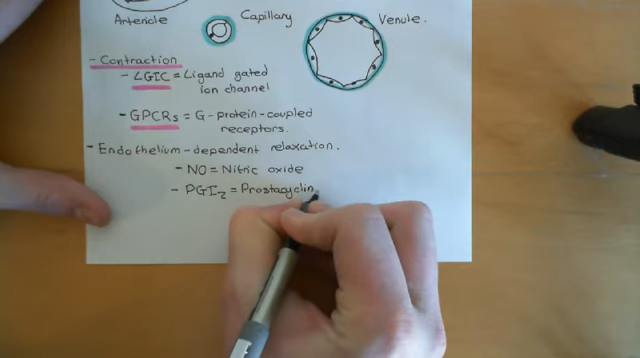 Arteriole Capillary Venule.
- Contraction
- LGIC = Ligand gated
ion channel
- GPCRs = G-protein-coupled
receptors.
- Endothelium-dependent relaxation.
- NO = Nitric oxide
- PGI2 = Prostacyclin